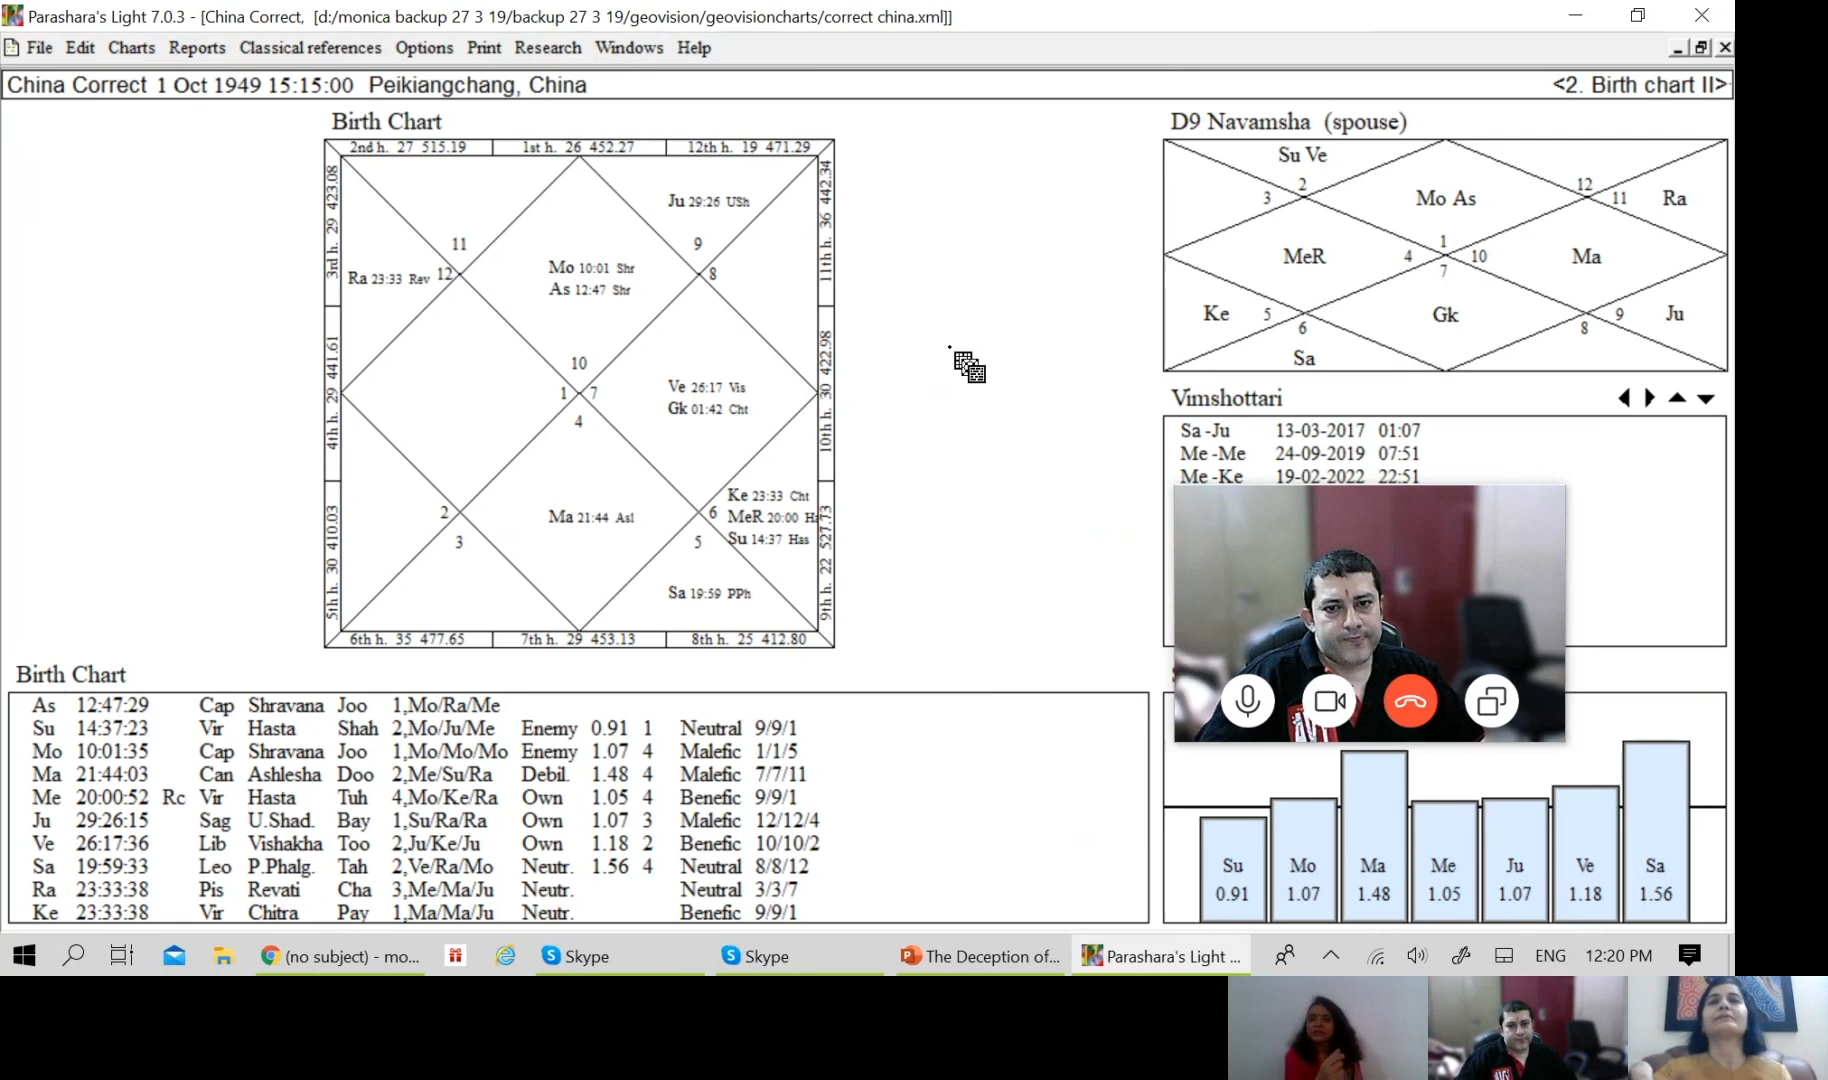 Parashara's Light 7.0.3 - [China Correct, [d:/monica backup 27 3 19/backup 27 3 19/geovision/geovisioncharts/correct china.xml]]
File Edit Charts Reports Classical references Options Print Research Windows Help
China Correct 1 Oct 1949 15:15:00 Peikiangchang, China <2. Birth chart II>
Birth Chart
2nd h. 27 515.19 1st h. 26 452.27 12th h. 19 471.29
3rd h. 29 423.08
11th h. 36 442.34
Ju 29:26 USh
11
9
Mo 10:01 Shr
Ra 23:33 Rev 12
8
As 12:47 Shr
4th h. 29 441.61
10th h. 30 422.98
10
1 7
4
Ve 26:17 Vis
Gk 01:42 Cht
5th h. 30 410.03
9th h. 22 527.73
Ke 23:33 Cht
2
Ma 21:44 Asl
6 MeR 20:00
3
5
Su 14:37 Has
Sa 19:59 PPh
6th h. 35 477.65 7th h. 29 453.13 8th h. 25 412.80
D9 Navamsha (spouse)
Su Ve
2
12
3
Mo As
11 Ra
1
MeR 4 10 Ma
7
Ke 5
Gk
9 Ju
6
8
Sa
Vimshottari
Sa -Ju 13-03-2017 01:07
Me -Me 24-09-2019 07:51
Me -Ke 19-02-2022 22:51
Birth Chart
As 12:47:29 Cap Shravana Joo 1,Mo/Ra/Me
Su 14:37:23 Vir Hasta Shah 2,Mo/Ju/Me Enemy 0.91 1 Neutral 9/9/1
Mo 10:01:35 Cap Shravana Joo 1,Mo/Mo/Mo Enemy 1.07 4 Malefic 1/1/5
Ma 21:44:03 Can Ashlesha Doo 2,Me/Su/Ra Debil. 1.48 4 Malefic 7/7/11
Me 20:00:52 Rc Vir Hasta Tuh 4,Mo/Ke/Ra Own 1.05 4 Benefic 9/9/1
Ju 29:26:15 Sag U.Shad. Bay 1,Su/Ra/Ra Own 1.07 3 Malefic 12/12/4
Ve 26:17:36 Lib Vishakha Too 2,Ju/Ke/Ju Own 1.18 2 Benefic 10/10/2
Sa 19:59:33 Leo P.Phalg. Tah 2,Ve/Ra/Mo Neutr. 1.56 4 Neutral 8/8/12
Ra 23:33:38 Pis Revati Cha 3,Me/Ma/Ju Neutr. Neutral 3/3/7
Ke 23:33:38 Vir Chitra Pay 1,Ma/Ma/Ju Neutr. Benefic 9/9/1
Su Mo Ma Me Ju Ve Sa
0.91 1.07 1.48 1.05 1.07 1.18 1.56
(no subject) - mo... Skype Skype The Deception of... Parashara's Light ... ENG 12:20 PM